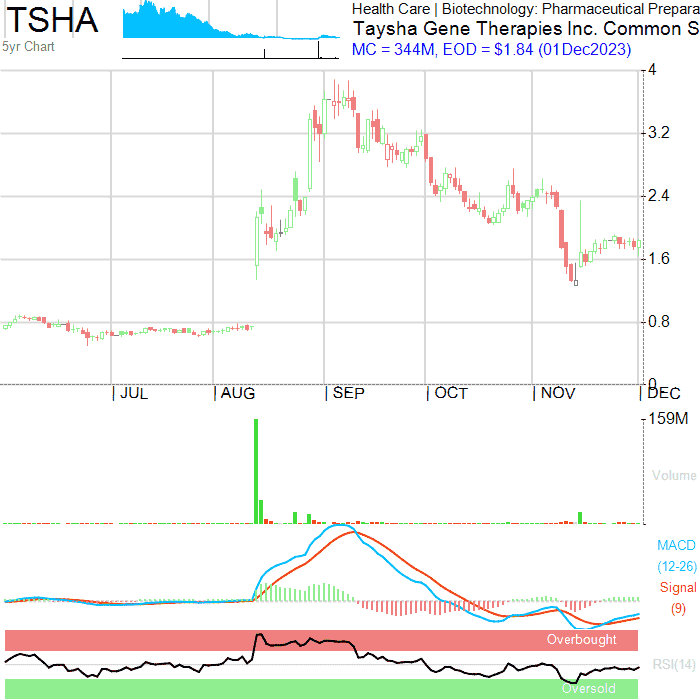 TSHA
5yr Chart
Health Care | Biotechnology: Pharmaceutical Prepara
Taysha Gene Therapies Inc. Common S
MC = 344M, EOD = $1.84 (01Dec2023)
4
3.2
2.4
1.6
0.8
0
JUL
AUG
SEP
OCT
NOV
DEC
159M
Volume
MACD
(12-26)
Signal
(9)
Overbought
RSI(14)
Oversold